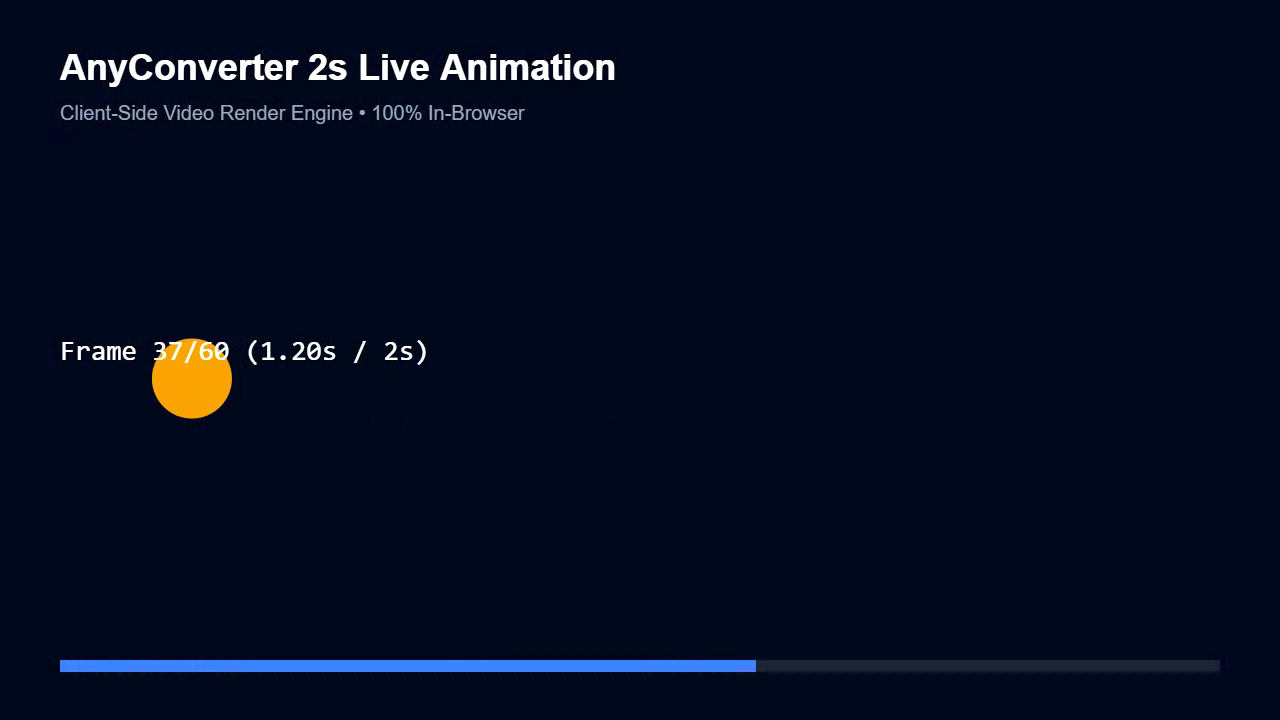 AnyConverter 2s Live Animation
Client-Side Video Render Engine • 100% In-Browser
Frame 37/60 (1.20s / 2s)